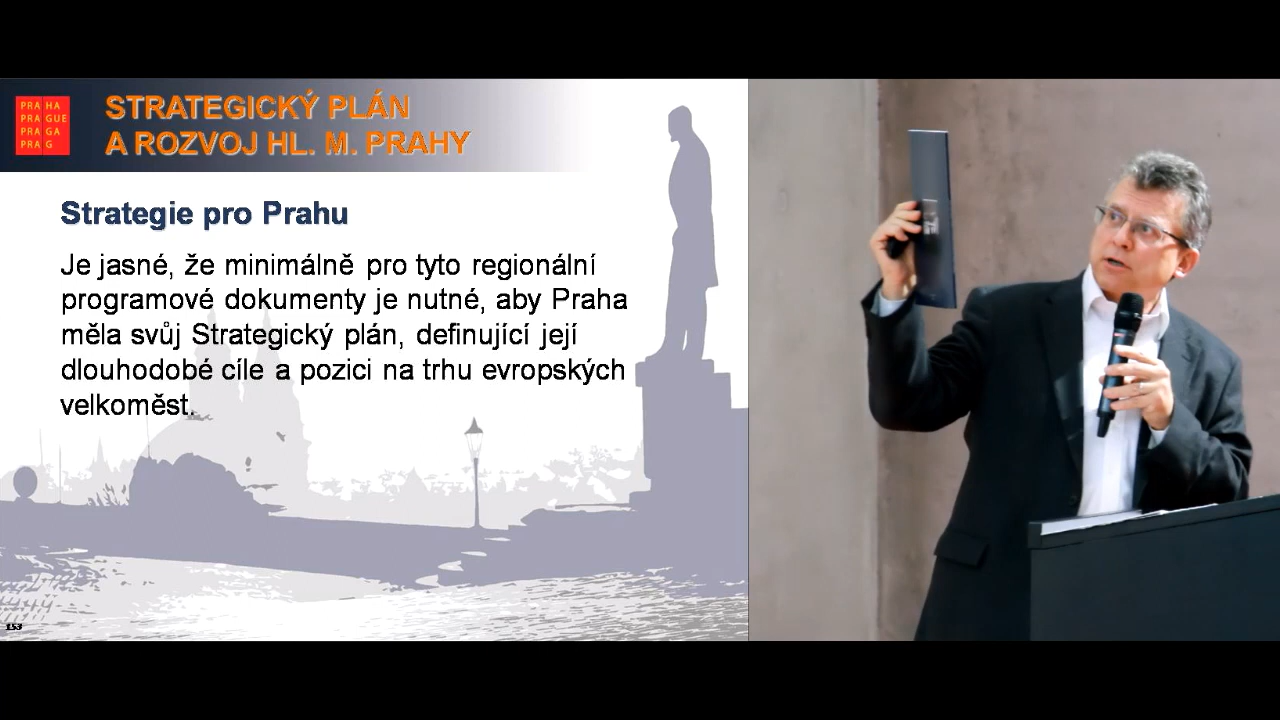 PRA HA
PRA GUE
PRA GA
PRA G
STRATEGICKÝ PLÁN
A ROZVOJ HL. M. PRAHY
Strategie pro Prahu
Je jasné, že minimálně pro tyto regionální
programové dokumenty je nutné, aby Praha
měla svůj Strategický plán, definující její
dlouhodobé cíle a pozici na trhu evropských
velkoměst.
153